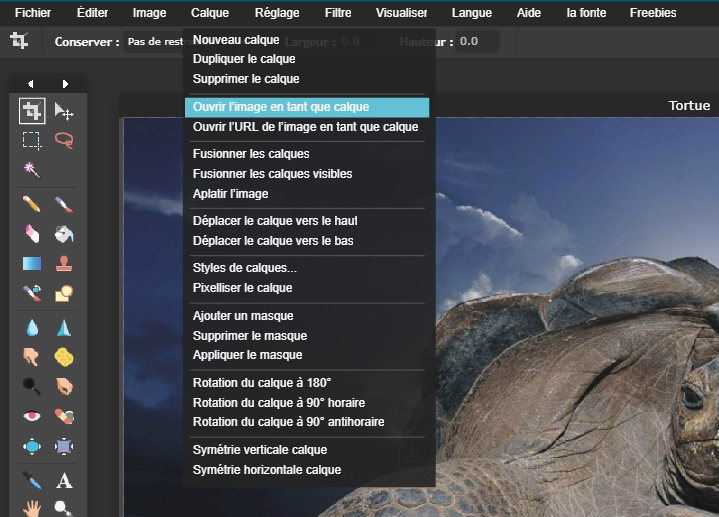 Fichier Éditer Image Calque Réglage Filtre Visualiser Langue Aide la fonte Freebies
Conserver : Pas de restri Largeur : 0.0 Hauteur : 0.0
Tortue
Nouveau calque
Dupliquer le calque
Supprimer le calque
Ouvrir l'image en tant que calque
Ouvrir l'URL de l'image en tant que calque
Fusionner les calques
Fusionner les calques visibles
Aplatir l'image
Déplacer le calque vers le haut
Déplacer le calque vers le bas
Styles de calques...
Pixelliser le calque
Ajouter un masque
Supprimer le masque
Appliquer le masque
Rotation du calque à 180°
Rotation du calque à 90° horaire
Rotation du calque à 90° antihoraire
Symétrie verticale calque
Symétrie horizontale calque
A